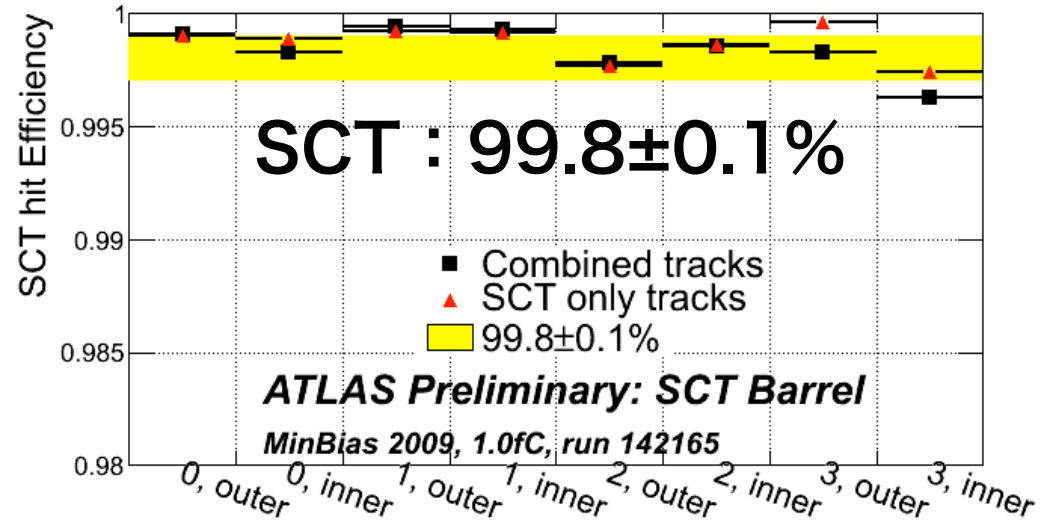 SCT hit Efficiency
1
0.995
0.99
0.985
0.98
SCT : 99.8±0.1%
Combined tracks
SCT only tracks
99.8±0.1%
ATLAS Preliminary: SCT Barrel
MinBias 2009, 1.0fC, run 142165
0, outer
0, inner
1, outer
1, inner
2, outer
2, inner
3, outer
3, inner